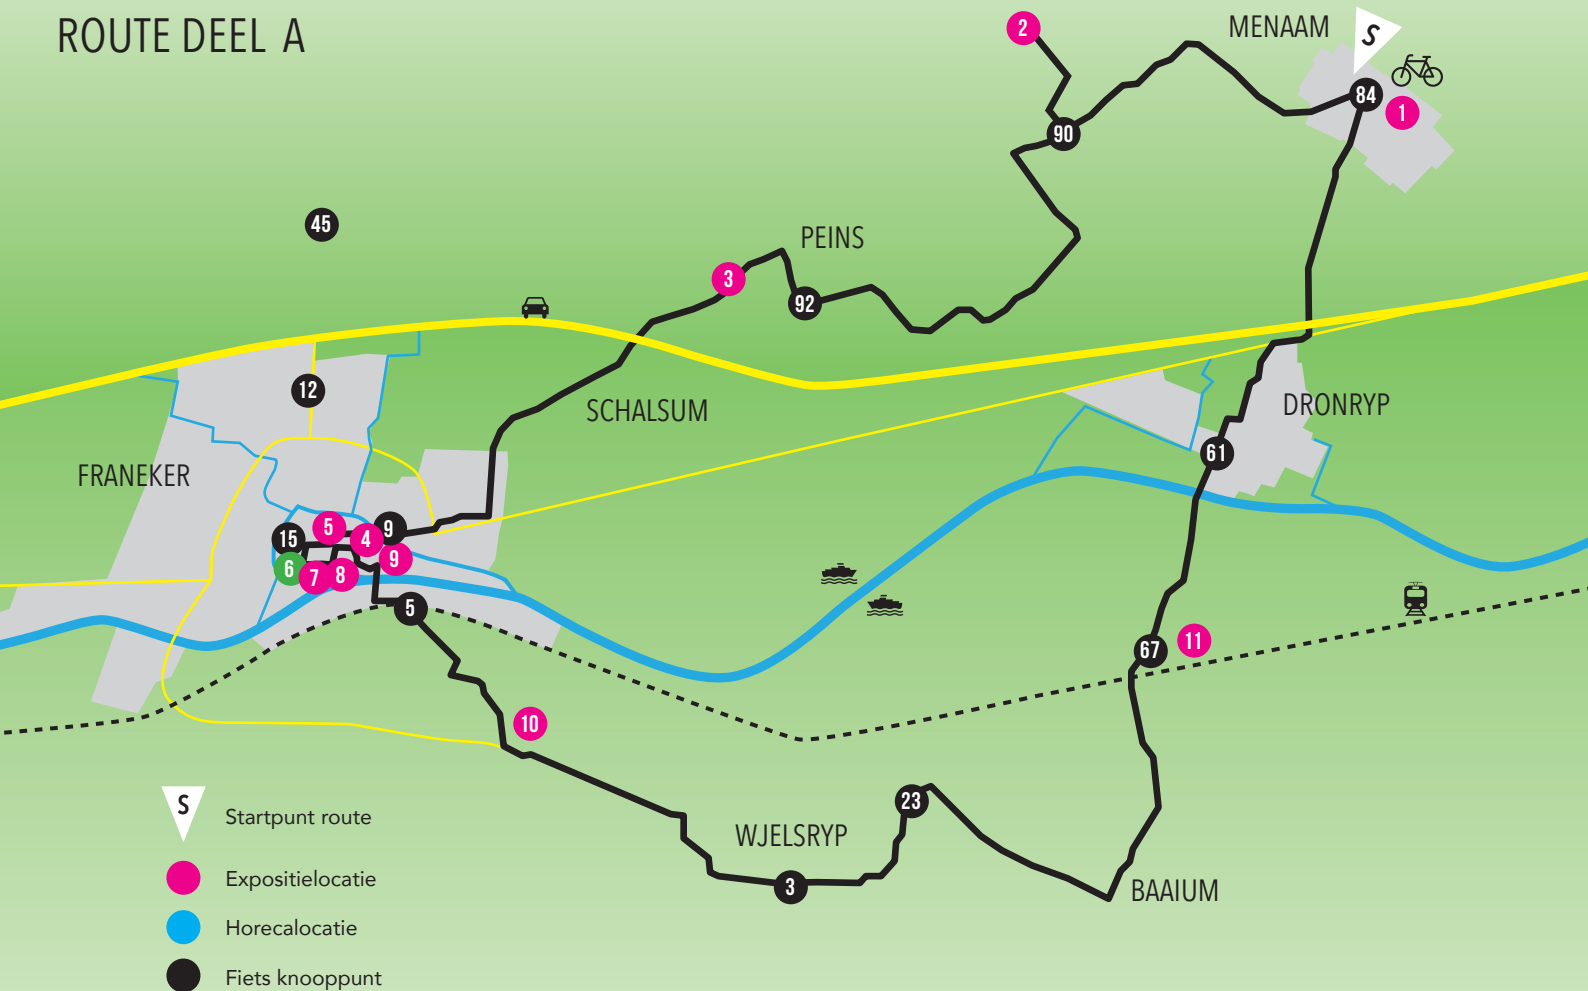 ROUTE DEEL A
2
MENAAM
S
84
1
90
45
PEINS
3
92
12
SCHALSUM
DRONRYP
61
FRANEKER
5
9
15
4
9
6
7
8
5
67
11
10
S
Startpunt route
23
WJELSRYP
Expositielocatie
3
BAAIUM
Horecalocatie
Fiets knooppunt